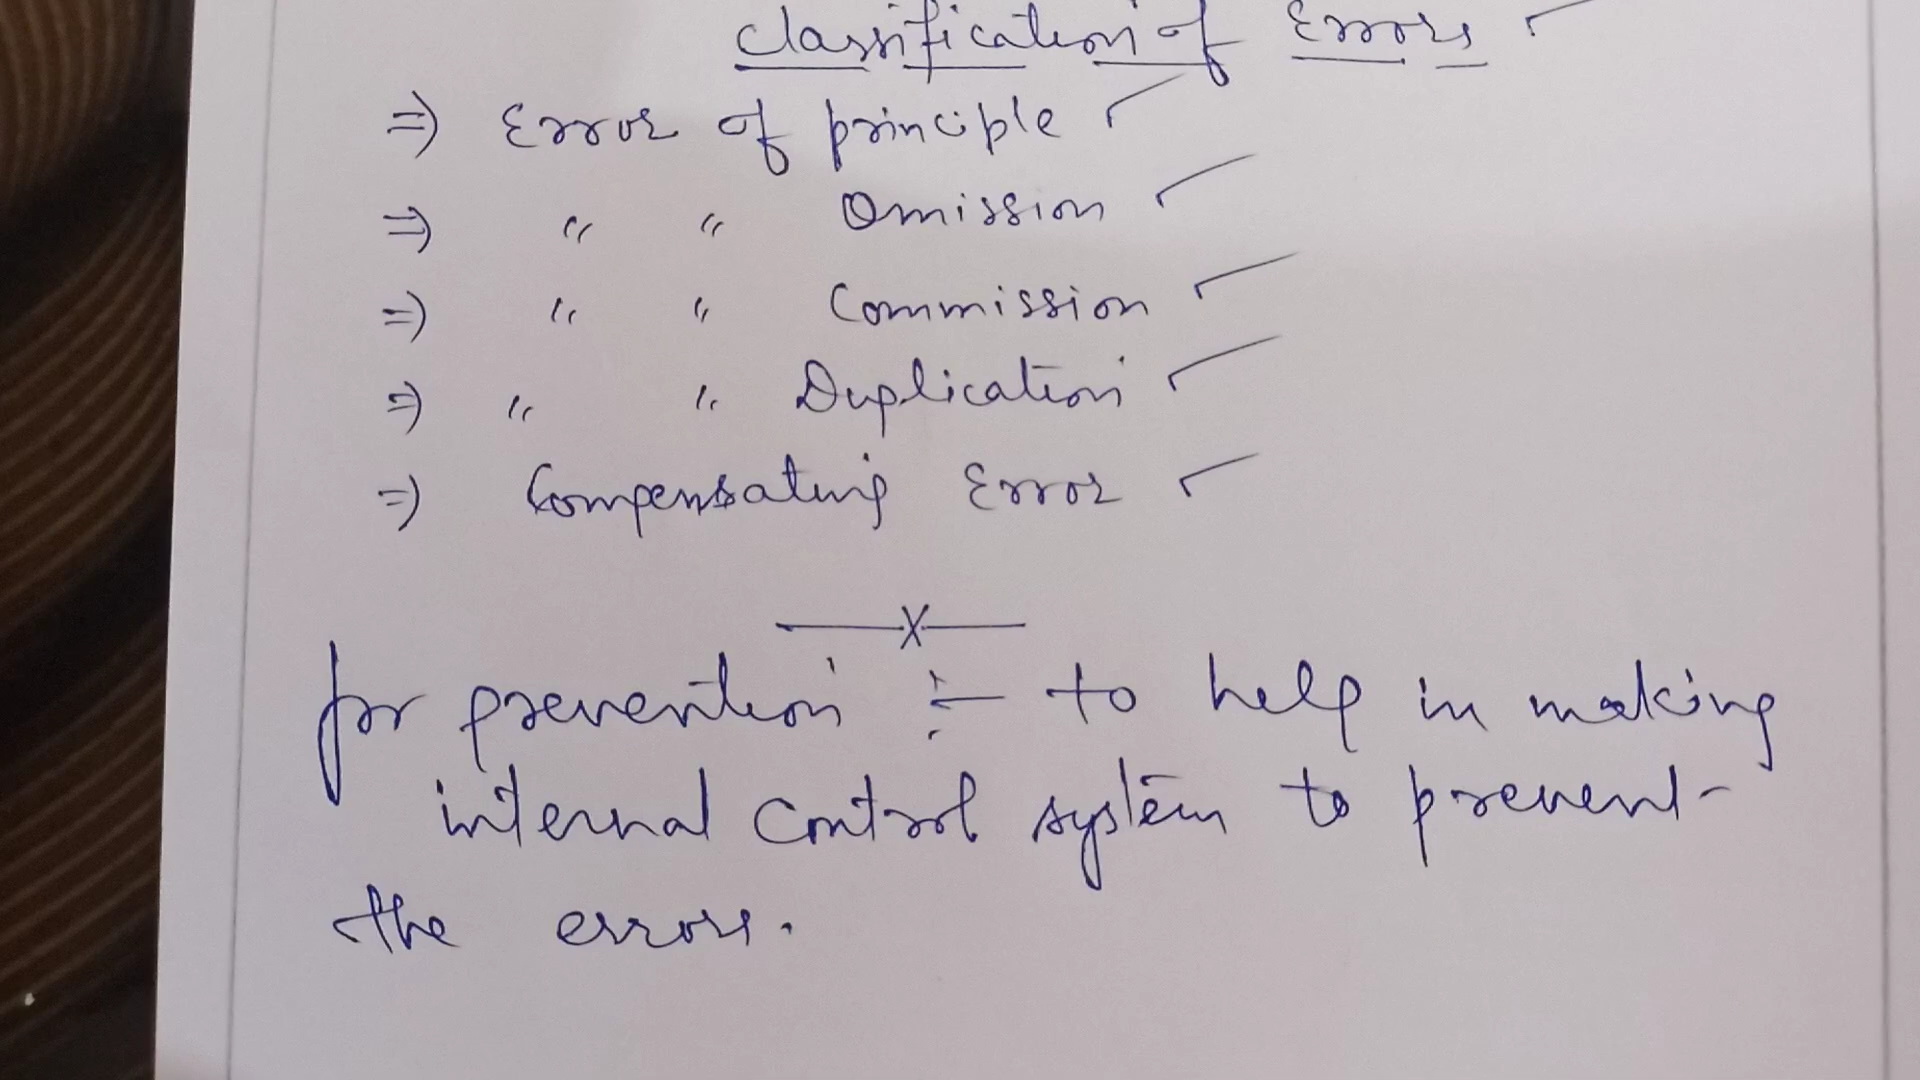 Classification of Errors
=> Error of principle
=> " " Omission
=> " " Commission
=> " " Duplication
=> Compensating Error
—x—
for prevention :- to help in making
internal control system to prevent
the errors.